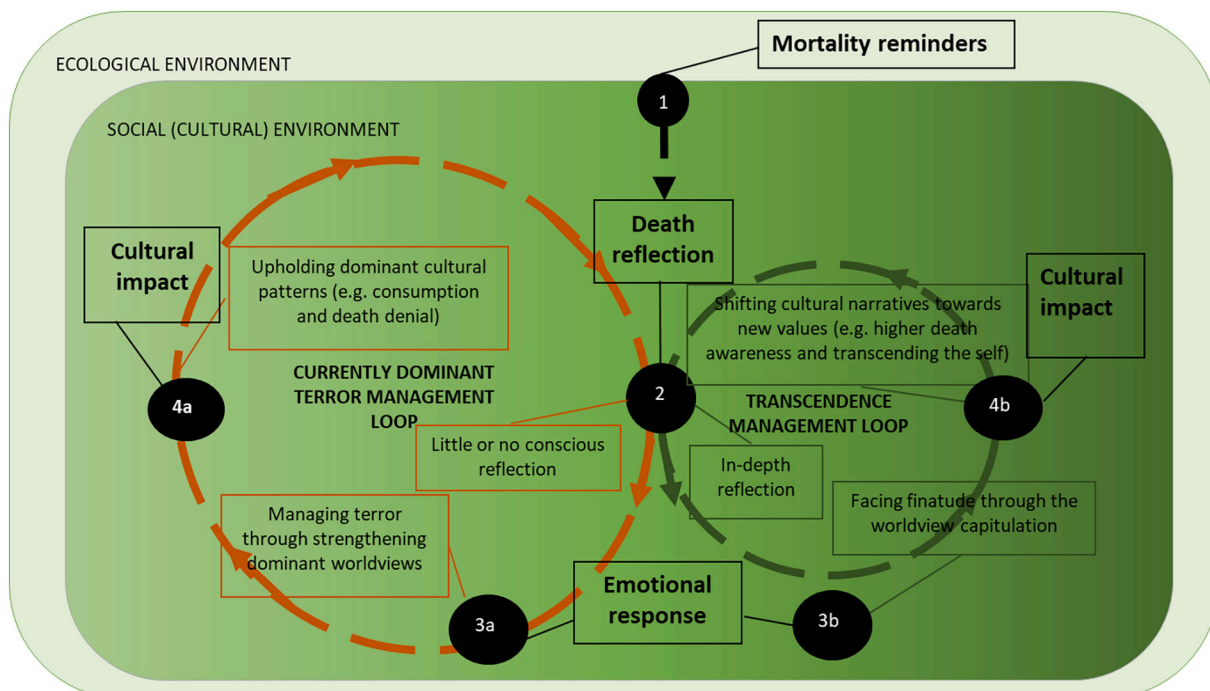 Mortality reminders
ECOLOGICAL ENVIRONMENT
1
SOCIAL (CULTURAL) ENVIRONMENT
Death
reflection
Cultural
impact
Upholding dominant cultural
patterns (e.g. consumption
and death denial)
Shifting cultural narratives towards
new values (e.g. higher death
awareness and transcending the self)
Cultural
impact
CURRENTLY DOMINANT
TERROR MANAGEMENT
LOOP
4a
2
TRANSCENDENCE
MANAGEMENT LOOP
4b
Little or no conscious
reflection
In-depth
reflection
Managing terror
through strengthening
dominant worldviews
Facing finatude through the
worldview capitulation
Emotional
response
3a
3b